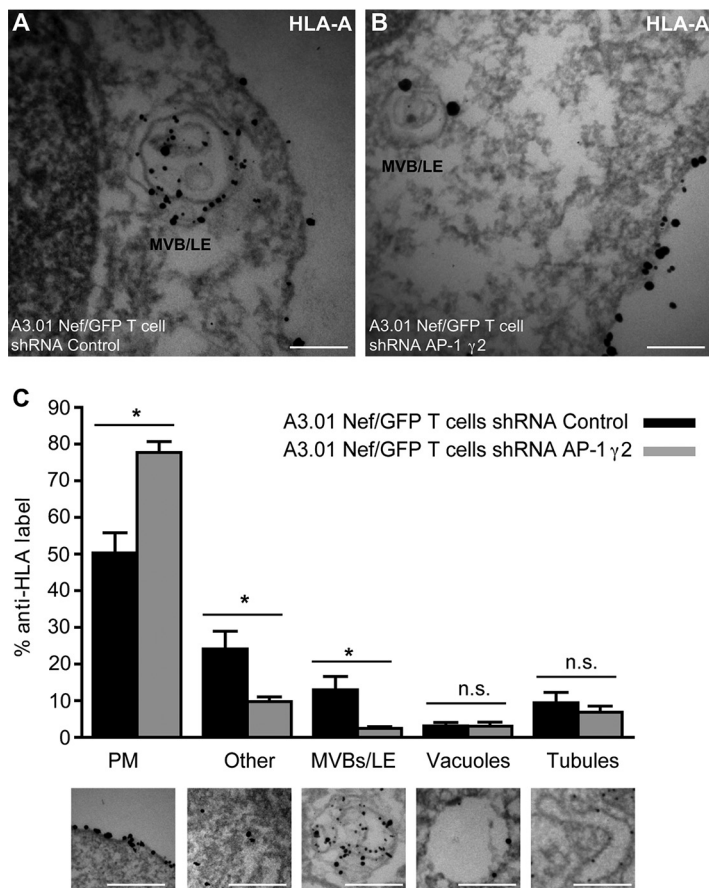 A
HLA-A
MVB/LE
A3.01 Nef/GFP T cell
shRNA Control
B
HLA-A
MVB/LE
A3.01 Nef/GFP T cell
shRNA AP-1 γ2
C
A3.01 Nef/GFP T cells shRNA Control
A3.01 Nef/GFP T cells shRNA AP-1 γ2
% anti-HLA label
90
80
70
60
50
40
30
20
10
0
*
*
*
n.s.
n.s.
PM
Other
MVBs/LE
Vacuoles
Tubules